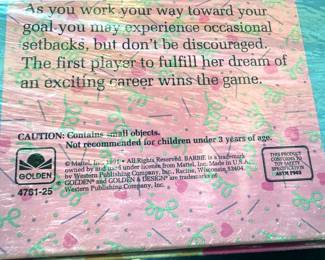 As you work your way toward your
goal you may experience occasional
setbacks, but don't be discouraged.
The first player to fulfill her dream of
an exciting career wins the game.
CAUTION: Contains small objects.
Not recommended for children under 3 years of age.
© Mattel, Inc., 1991 • All Rights Reserved. BARBIE is a trademark
owned by and used under license from Mattel, Inc. Made in U.S.A.
by Western Publishing Company, Inc., Racine, Wisconsin 53404.
GOLDEN® and GOLDEN & DESIGN® are trademarks of
Western Publishing Company, Inc.
GOLDEN
4761-25
THIS PRODUCT
CONFORMS TO
TOY SAFETY
SPECIFICATION
ASTM F963